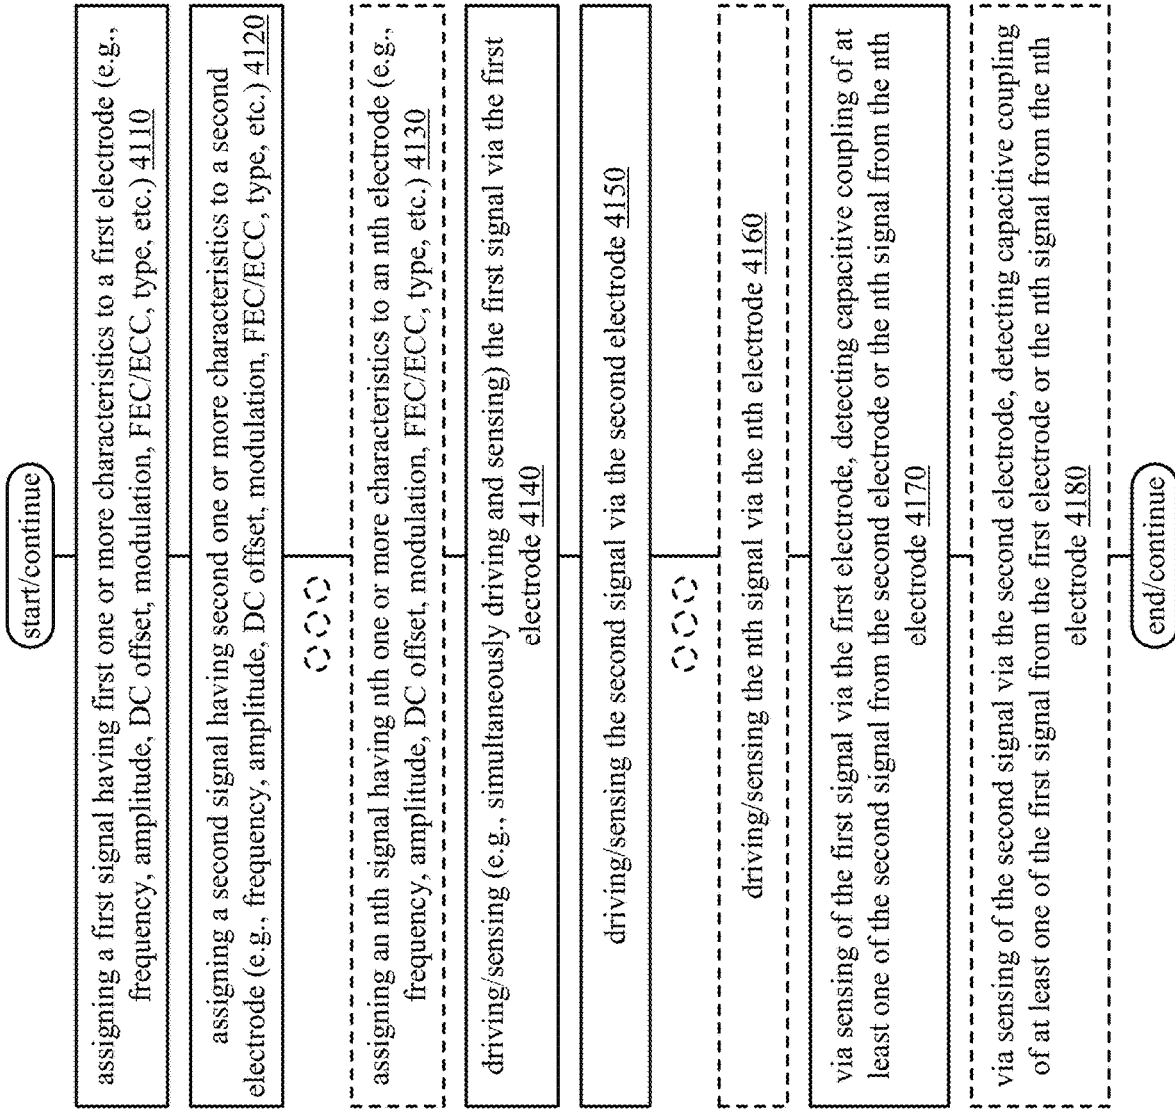 start/continue
assigning a first signal having first one or more characteristics to a first electrode (e.g.,
frequency, amplitude, DC offset, modulation, FEC/ECC, type, etc.) 4110
assigning a second signal having second one or more characteristics to a second
electrode (e.g., frequency, amplitude, DC offset, modulation, FEC/ECC, type, etc.) 4120
assigning an nth signal having nth one or more characteristics to an nth electrode (e.g.,
frequency, amplitude, DC offset, modulation, FEC/ECC, type, etc.) 4130
driving/sensing (e.g., simultaneously driving and sensing) the first signal via the first
electrode 4140
driving/sensing the second signal via the second electrode 4150
driving/sensing the nth signal via the nth electrode 4160
via sensing of the first signal via the first electrode, detecting capacitive coupling of at
least one of the second signal from the second electrode or the nth signal from the nth
electrode 4170
via sensing of the second signal via the second electrode, detecting capacitive coupling
of at least one of the first signal from the first electrode or the nth signal from the nth
electrode 4180
end/continue